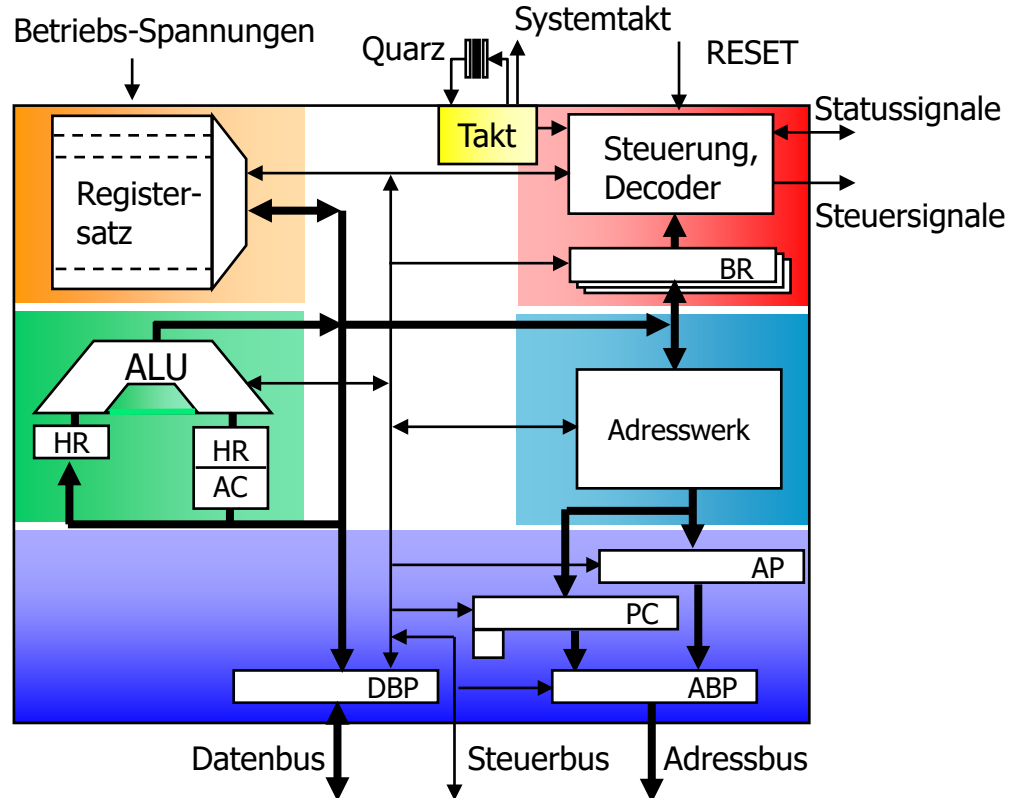 Systemtakt
Betriebs-Spannungen
Quarz
RESET
Statussignale
Takt
Steuerung,
Decoder
Register-
satz
Steuersignale
BR
ALU
HR
HR
AC
Adresswerk
AP
PC
DBP
ABP
Datenbus
Steuerbus
Adressbus